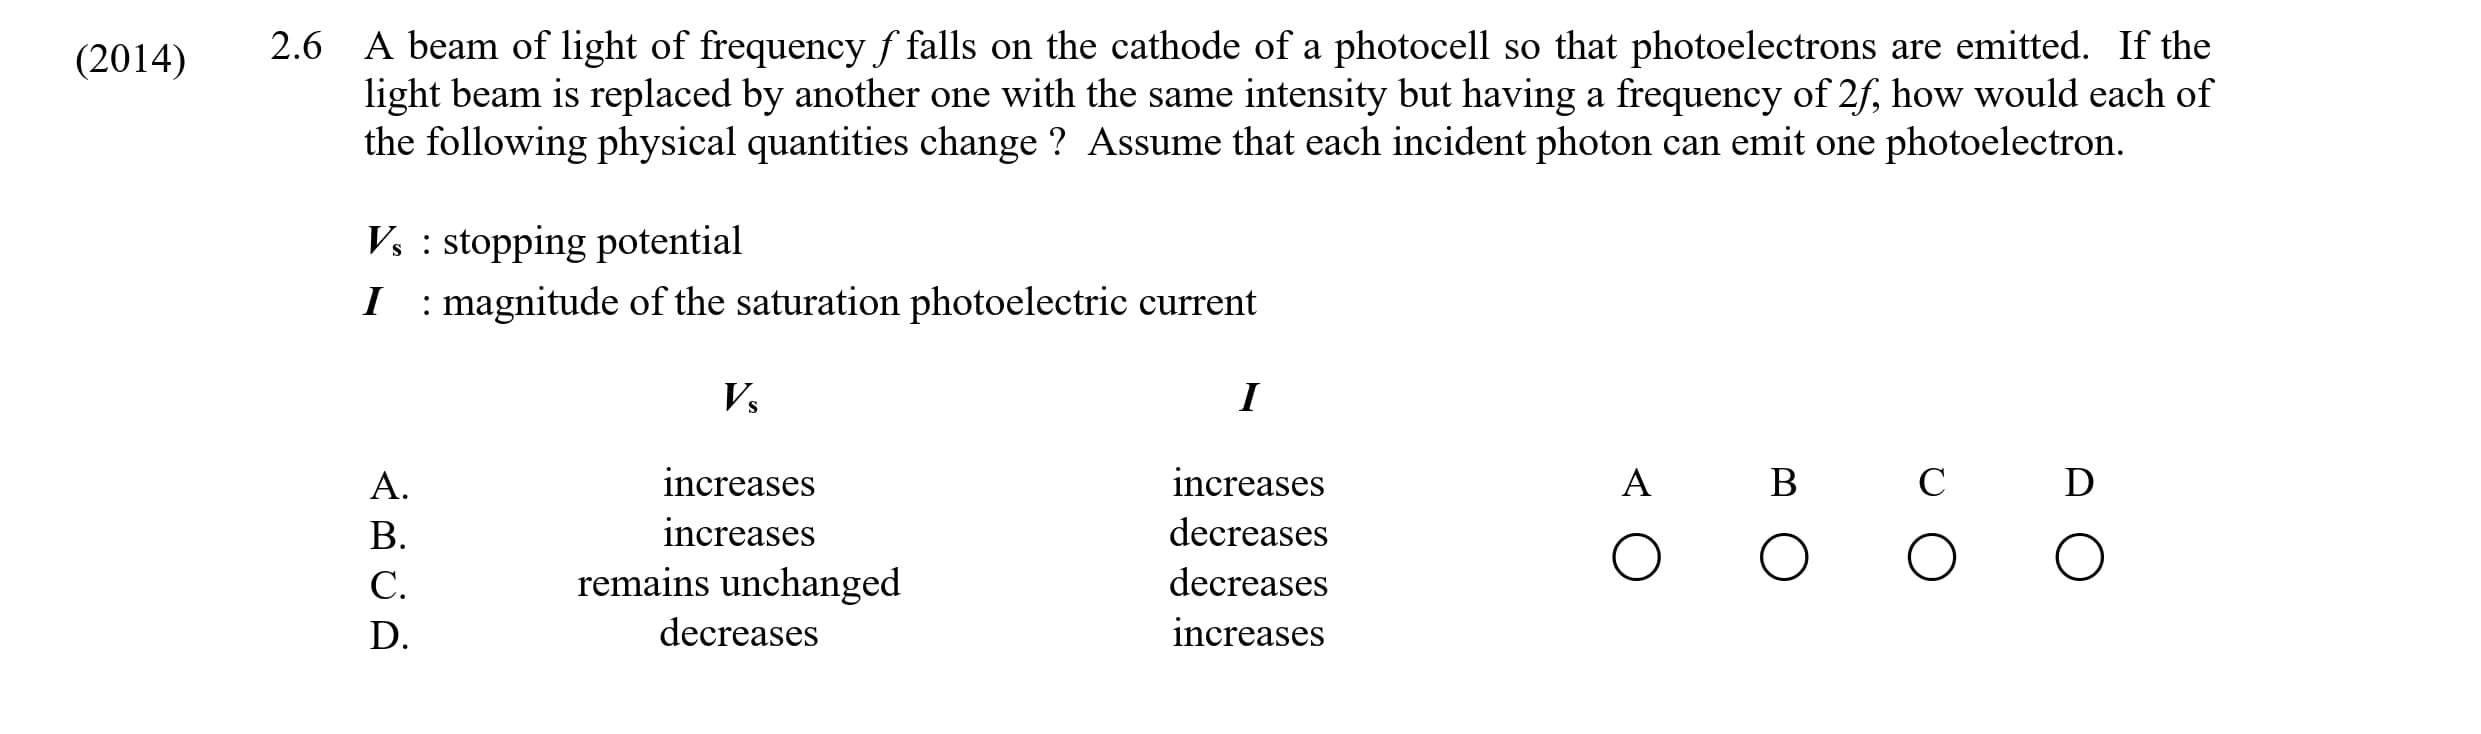 (2014) 2.6 A beam of light of frequency f falls on the cathode of a photocell so that photoelectrons are emitted. If the
light beam is replaced by another one with the same intensity but having a frequency of 2f, how would each of
the following physical quantities change ? Assume that each incident photon can emit one photoelectron.
Vs : stopping potential
I : magnitude of the saturation photoelectric current
Vs I
A. increases increases A B C D
B. increases decreases
C. remains unchanged decreases
D. decreases increases